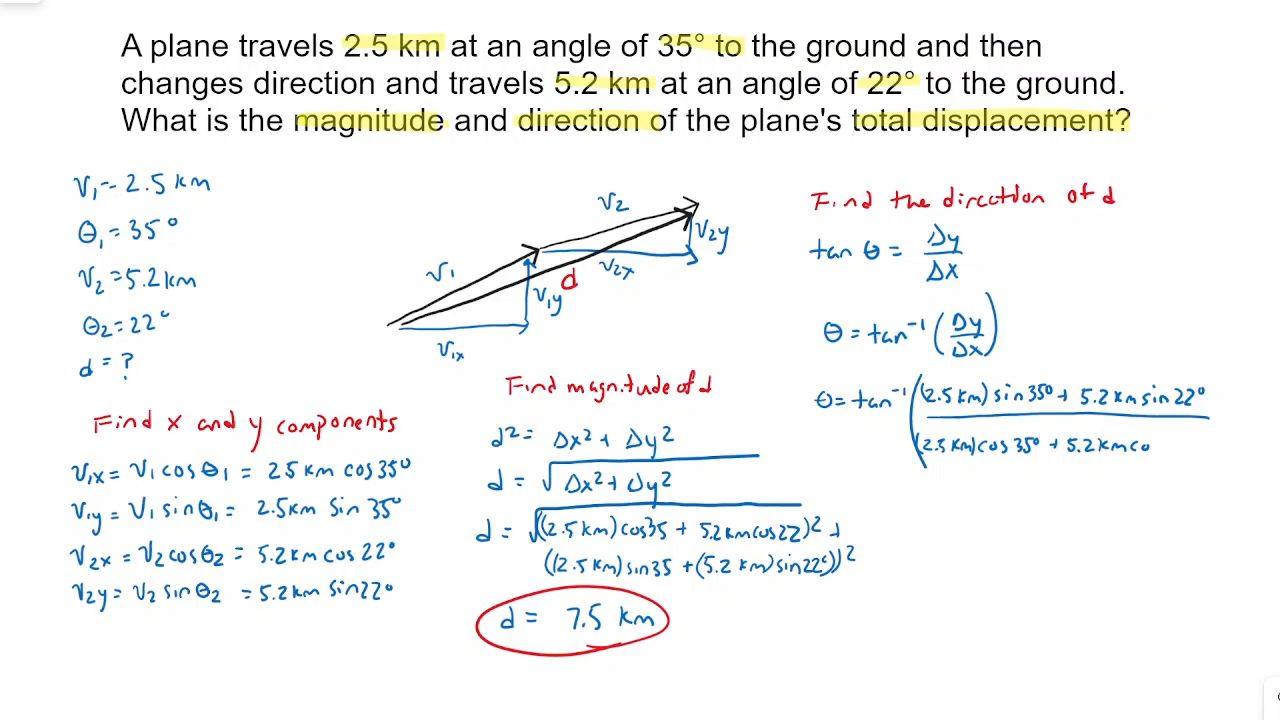 A plane travels 2.5 km at an angle of 35° to the ground and then
changes direction and travels 5.2 km at an angle of 22° to the ground.
What is the magnitude and direction of the plane's total displacement?
v₁ = 2.5 km
θ₁ = 35°
v₂ = 5.2 km
θ₂ = 22°
d = ?
Find x and y components
v₁ₓ = v₁ cos θ₁ = 25 km cos 35°
v₁y = v₁ sin θ₁ = 2.5 km sin 35°
v₂ₓ = v₂ cos θ₂ = 5.2 km cos 22°
v₂y = v₂ sin θ₂ = 5.2 km sin 22°
v₂
v₁
v₂y
v₂ₓ
d
v₁y
v₁ₓ
Find magnitude of d
d² = Δx² + Δy²
d = √Δx² + Δy²
d = √((2.5 km) cos 35 + 5.2 km cos 22)² +
((2.5 km) sin 35 + (5.2 km) sin 22°))²
d = 7.5 km
Find the direction of d
tan θ = Δy
Δx
θ = tan⁻¹ (Δy
Δx)
θ = tan⁻¹ ((2.5 km) sin 35° + 5.2 km sin 22°
(2.5 km) cos 35° + 5.2 km co